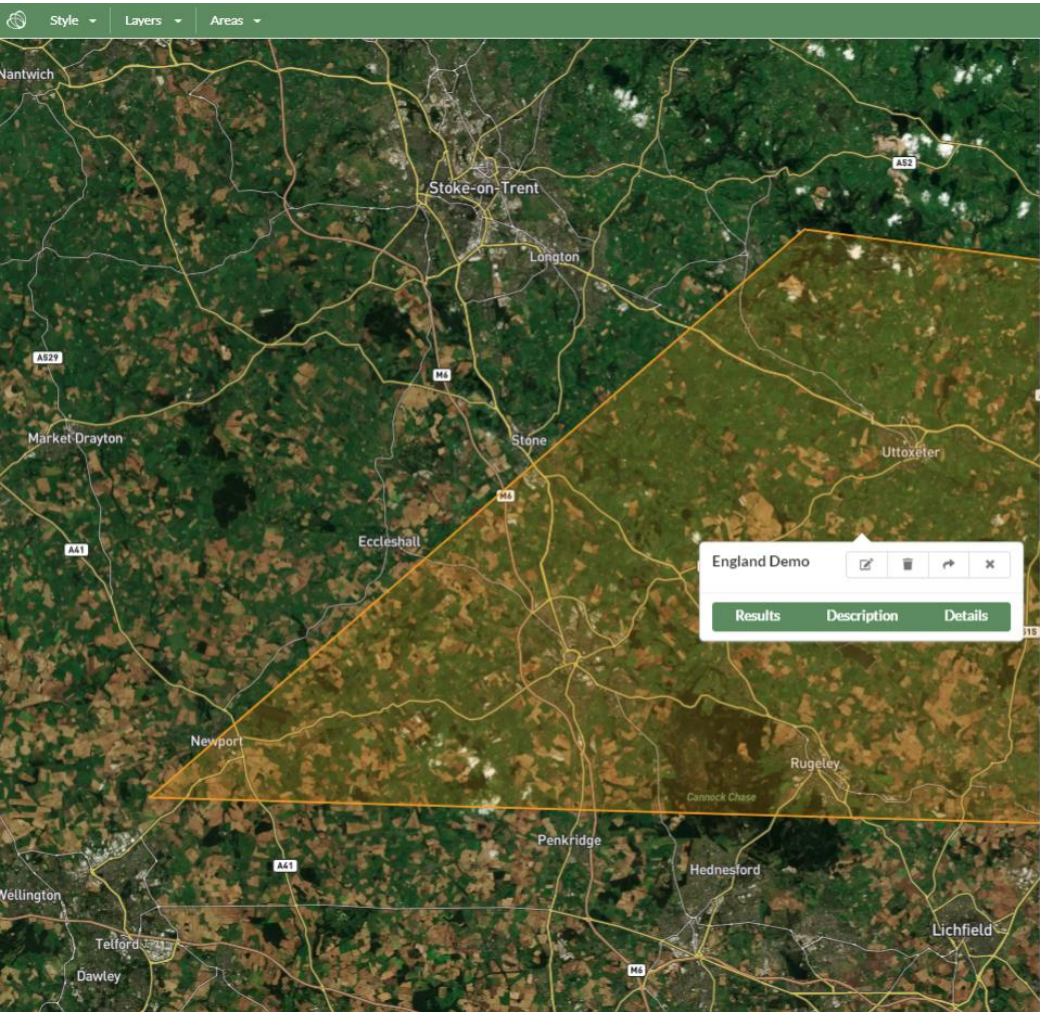 Style Layers Areas
Nantwich
A52
Stoke-on-Trent
Longton
A529
M6
Market Drayton
Stone
Uttoxeter
M6
Eccleshall
A41
England Demo
Results Description Details
515
Newport
Rugeley
Cannock Chase
Penkridge
A41
Hednesford
Wellington
Lichfield
Telford
M6
Dawley